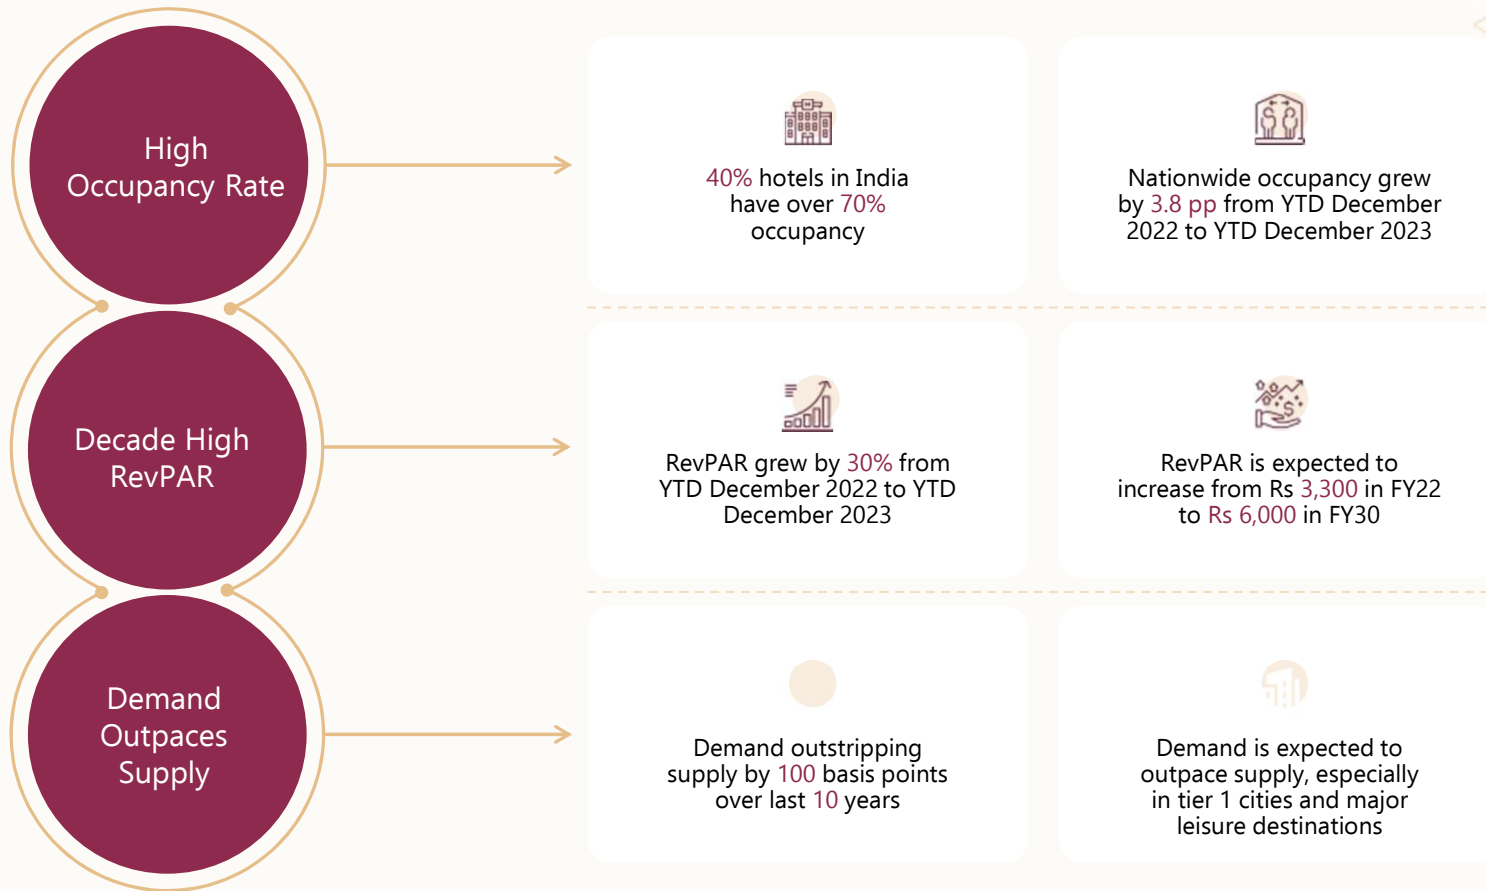 High
Occupancy Rate
40% hotels in India
have over 70%
occupancy
Nationwide occupancy grew
by 3.8 pp from YTD December
2022 to YTD December 2023
Decade High
RevPAR
RevPAR grew by 30% from
YTD December 2022 to YTD
December 2023
RevPAR is expected to
increase from Rs 3,300 in FY22
to Rs 6,000 in FY30
Demand
Outpaces
Supply
Demand outstripping
supply by 100 basis points
over last 10 years
Demand is expected to
outpace supply, especially
in tier 1 cities and major
leisure destinations